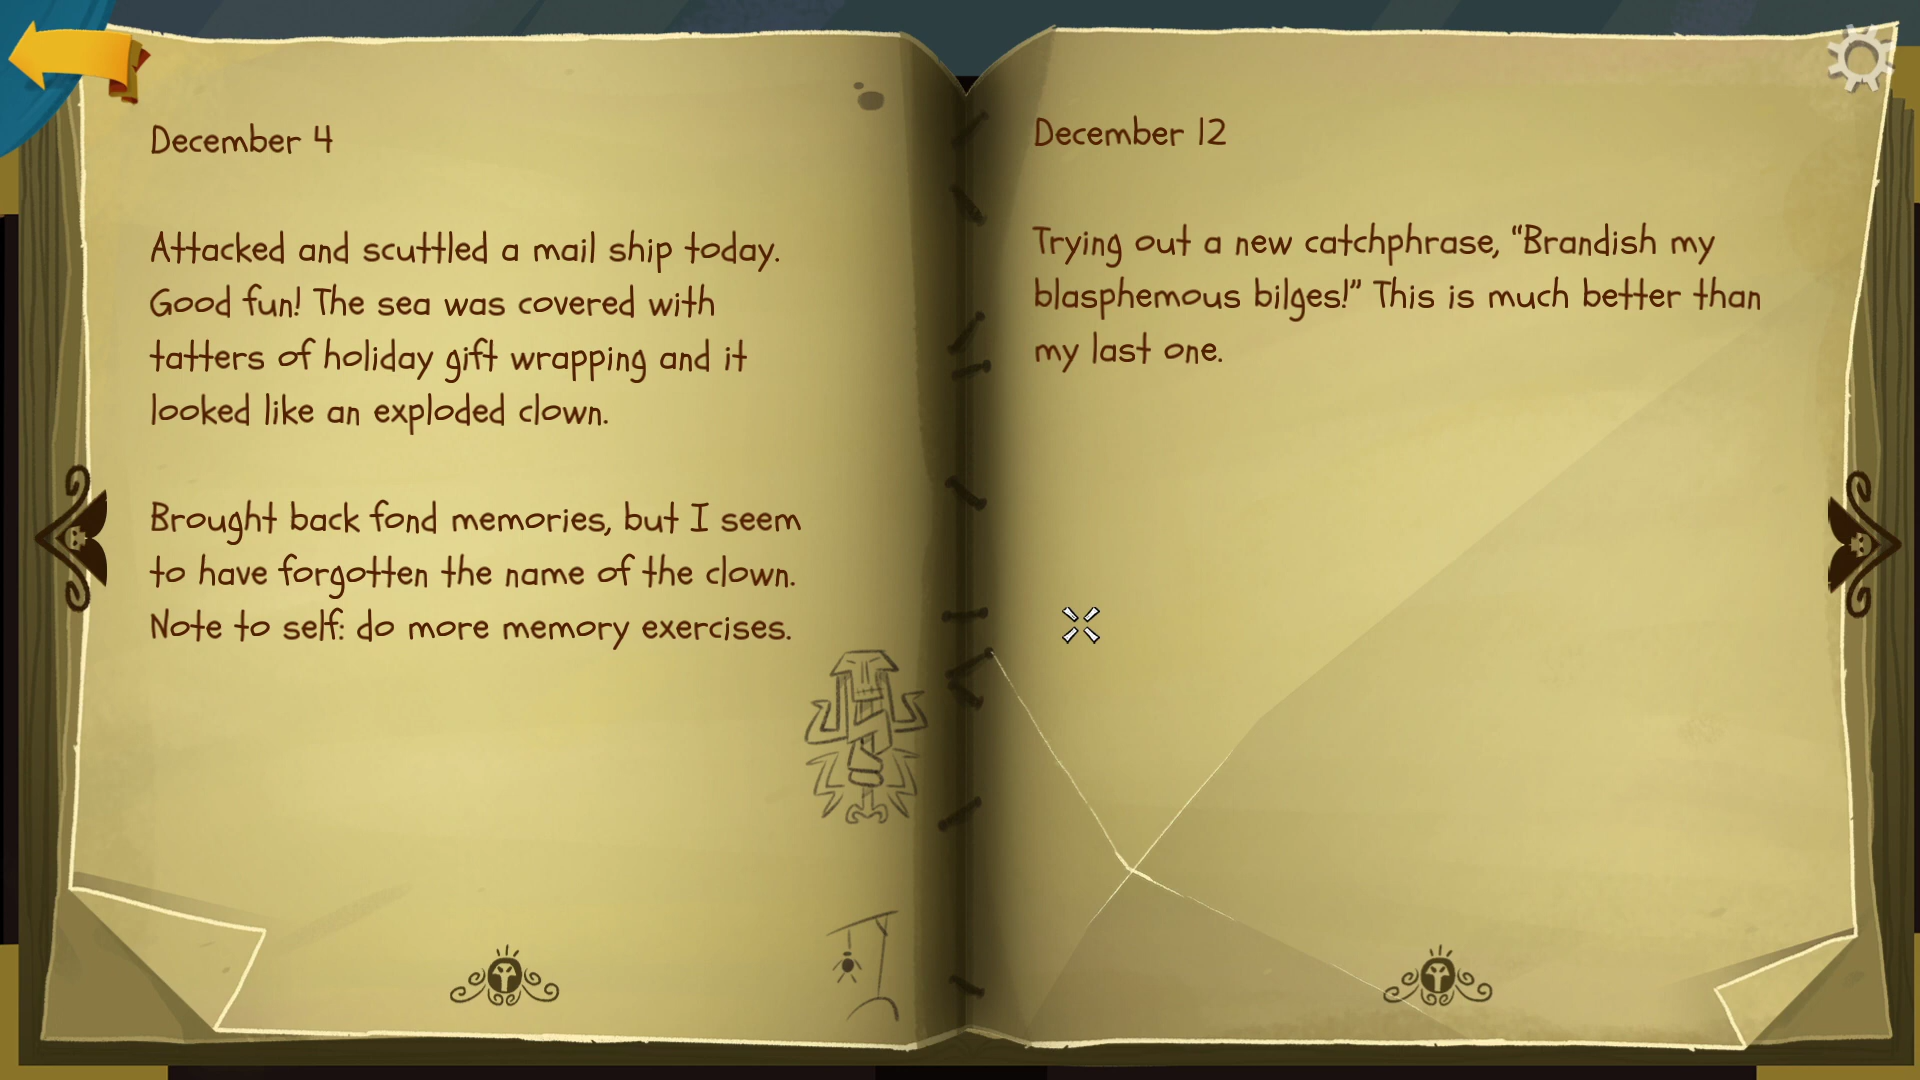 December 4
Attacked and scuttled a mail ship today.
Good fun! The sea was covered with
tatters of holiday gift wrapping and it
looked like an exploded clown.
Brought back fond memories, but I seem
to have forgotten the name of the clown.
Note to self: do more memory exercises.
December 12
Trying out a new catchphrase, “Brandish my
blasphemous bilges!” This is much better than
my last one.